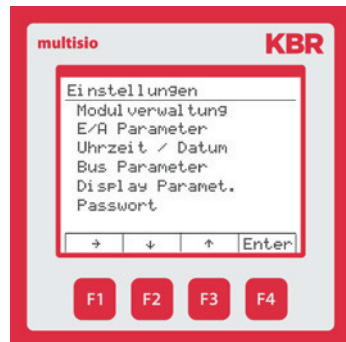 multisio KBR
Einstellungen
Modulverwaltung
E/A Parameter
Uhrzeit / Datum
Bus Parameter
Display Paramet.
Passwort
→ ↓ ↑ Enter
F1 F2 F3 F4